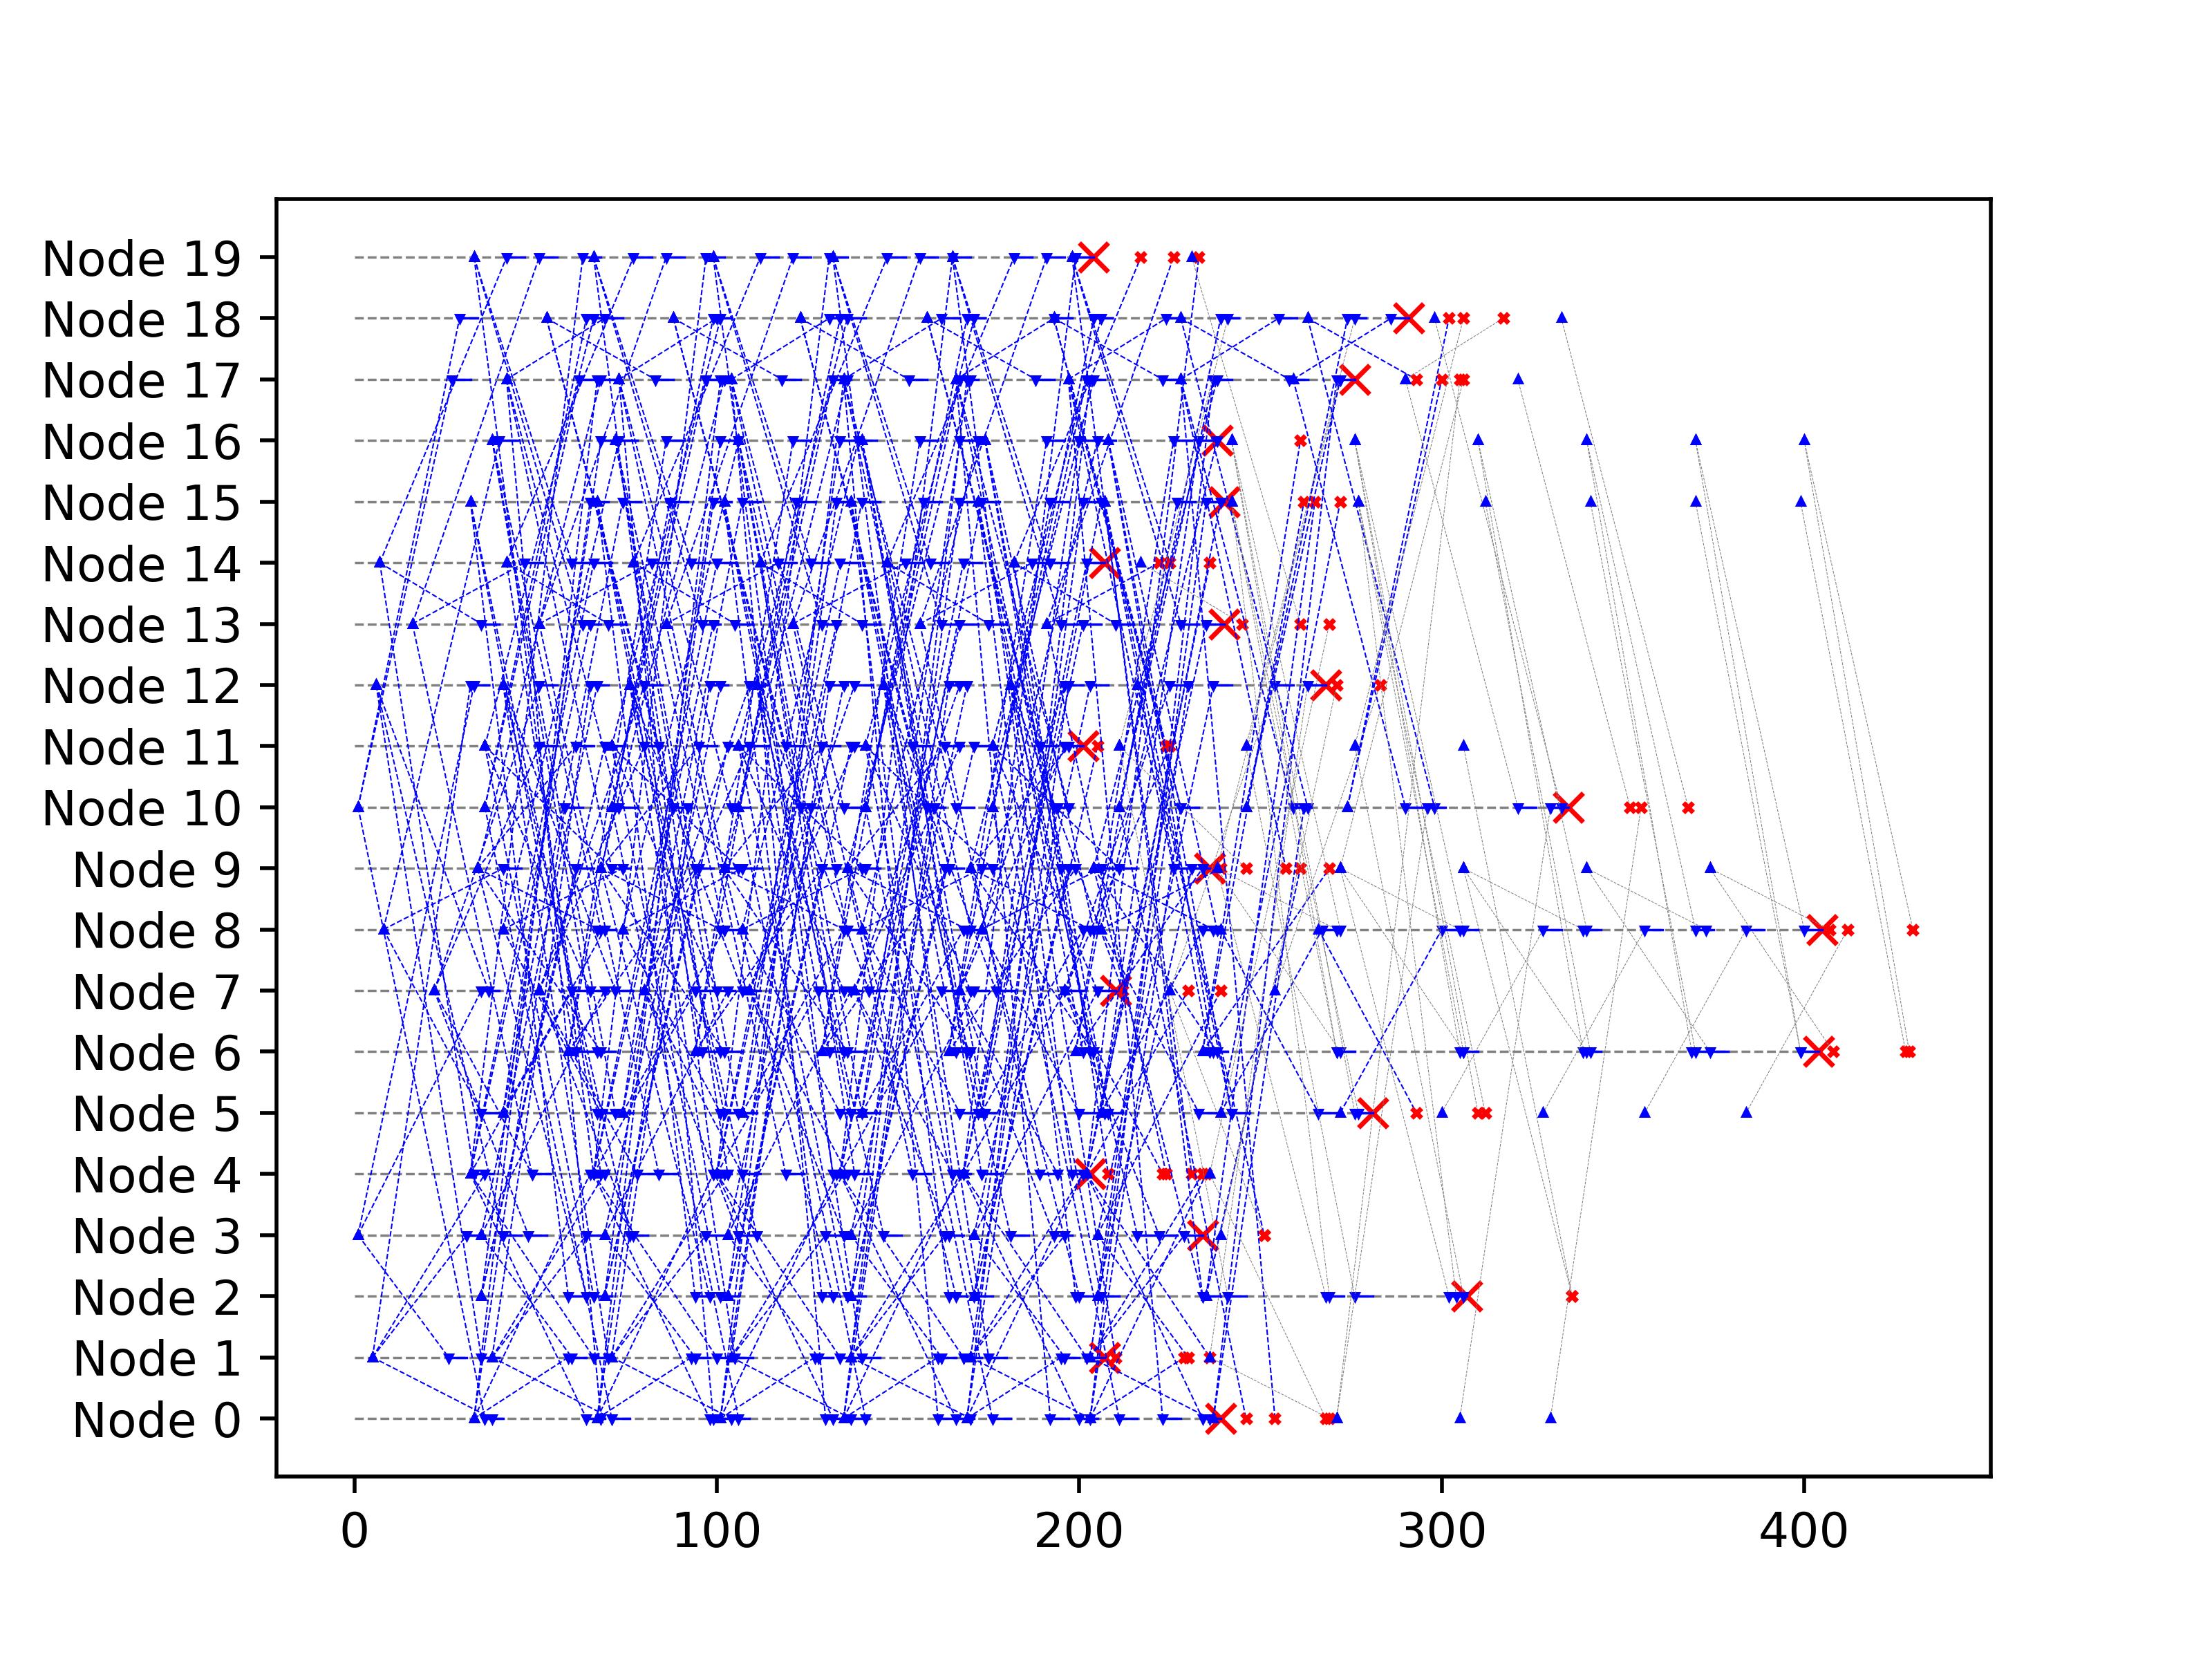 Node 19
Node 18
Node 17
Node 16
Node 15
Node 14
Node 13
Node 12
Node 11
Node 10
Node 9
Node 8
Node 7
Node 6
Node 5
Node 4
Node 3
Node 2
Node 1
Node 0
0 100 200 300 400